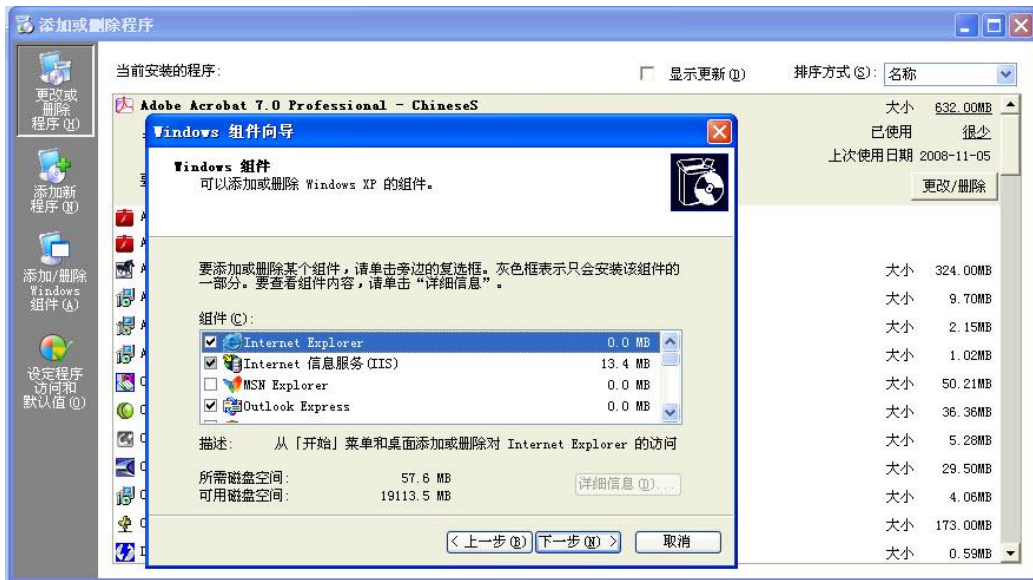 添加或删除程序
更改或
删除
程序(H)
添加新
程序(N)
添加/删除
Windows
组件(A)
设定程序
访问和
默认值(O)
当前安装的程序:
显示更新(D)
排序方式(S): 名称
Adobe Acrobat 7.0 Professional - ChineseS
大小 632.00MB
已使用 很少
上次使用日期 2008-11-05
更改/删除
Windows 组件向导
Windows 组件
可以添加或删除 Windows XP 的组件。
要添加或删除某个组件,请单击旁边的复选框。灰色框表示只会安装该组件的
一部分。要查看组件内容,请单击“详细信息”。
组件(C):
Internet Explorer 0.0 MB
Internet 信息服务(IIS) 13.4 MB
MSN Explorer 0.0 MB
Outlook Express 0.0 MB
描述: 从「开始」菜单和桌面添加或删除对 Internet Explorer 的访问
所需磁盘空间: 57.6 MB
可用磁盘空间: 19113.5 MB
详细信息(D)...
< 上一步(B)
下一步(N) >
取消
大小 324.00MB
大小 9.70MB
大小 2.15MB
大小 1.02MB
大小 50.21MB
大小 36.36MB
大小 5.28MB
大小 29.50MB
大小 4.06MB
大小 173.00MB
大小 0.59MB